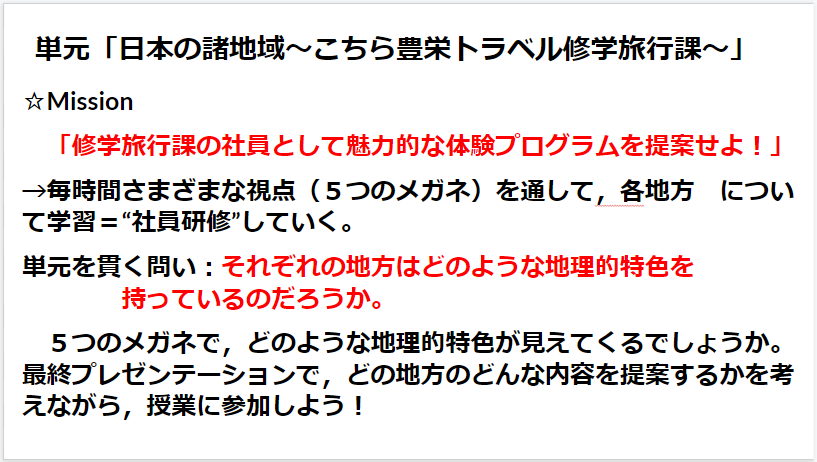 単元「日本の諸地域～こちら豊栄トラベル修学旅行課～」
☆Mission
「修学旅行課の社員として魅力的な体験プログラムを提案せよ！」
→毎時間さまざまな視点（５つのメガネ）を通して，各地方　につい
て学習＝“社員研修”していく。
単元を貫く問い：それぞれの地方はどのような地理的特色を
持っているのだろうか。
５つのメガネで，どのような地理的特色が見えてくるでしょうか。
最終プレゼンテーションで，どの地方のどんな内容を提案するかを考
えながら，授業に参加しよう！